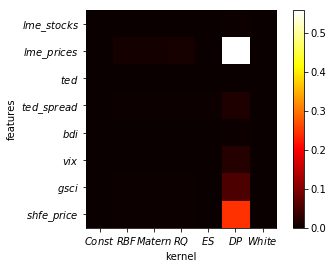 lme_stocks
lme_prices
ted
ted_spread
bdi
vix
gsci
shfe_price
features
Const RBF Matern RQ ES DP White
kernel
0.5
0.4
0.3
0.2
0.1
0.0